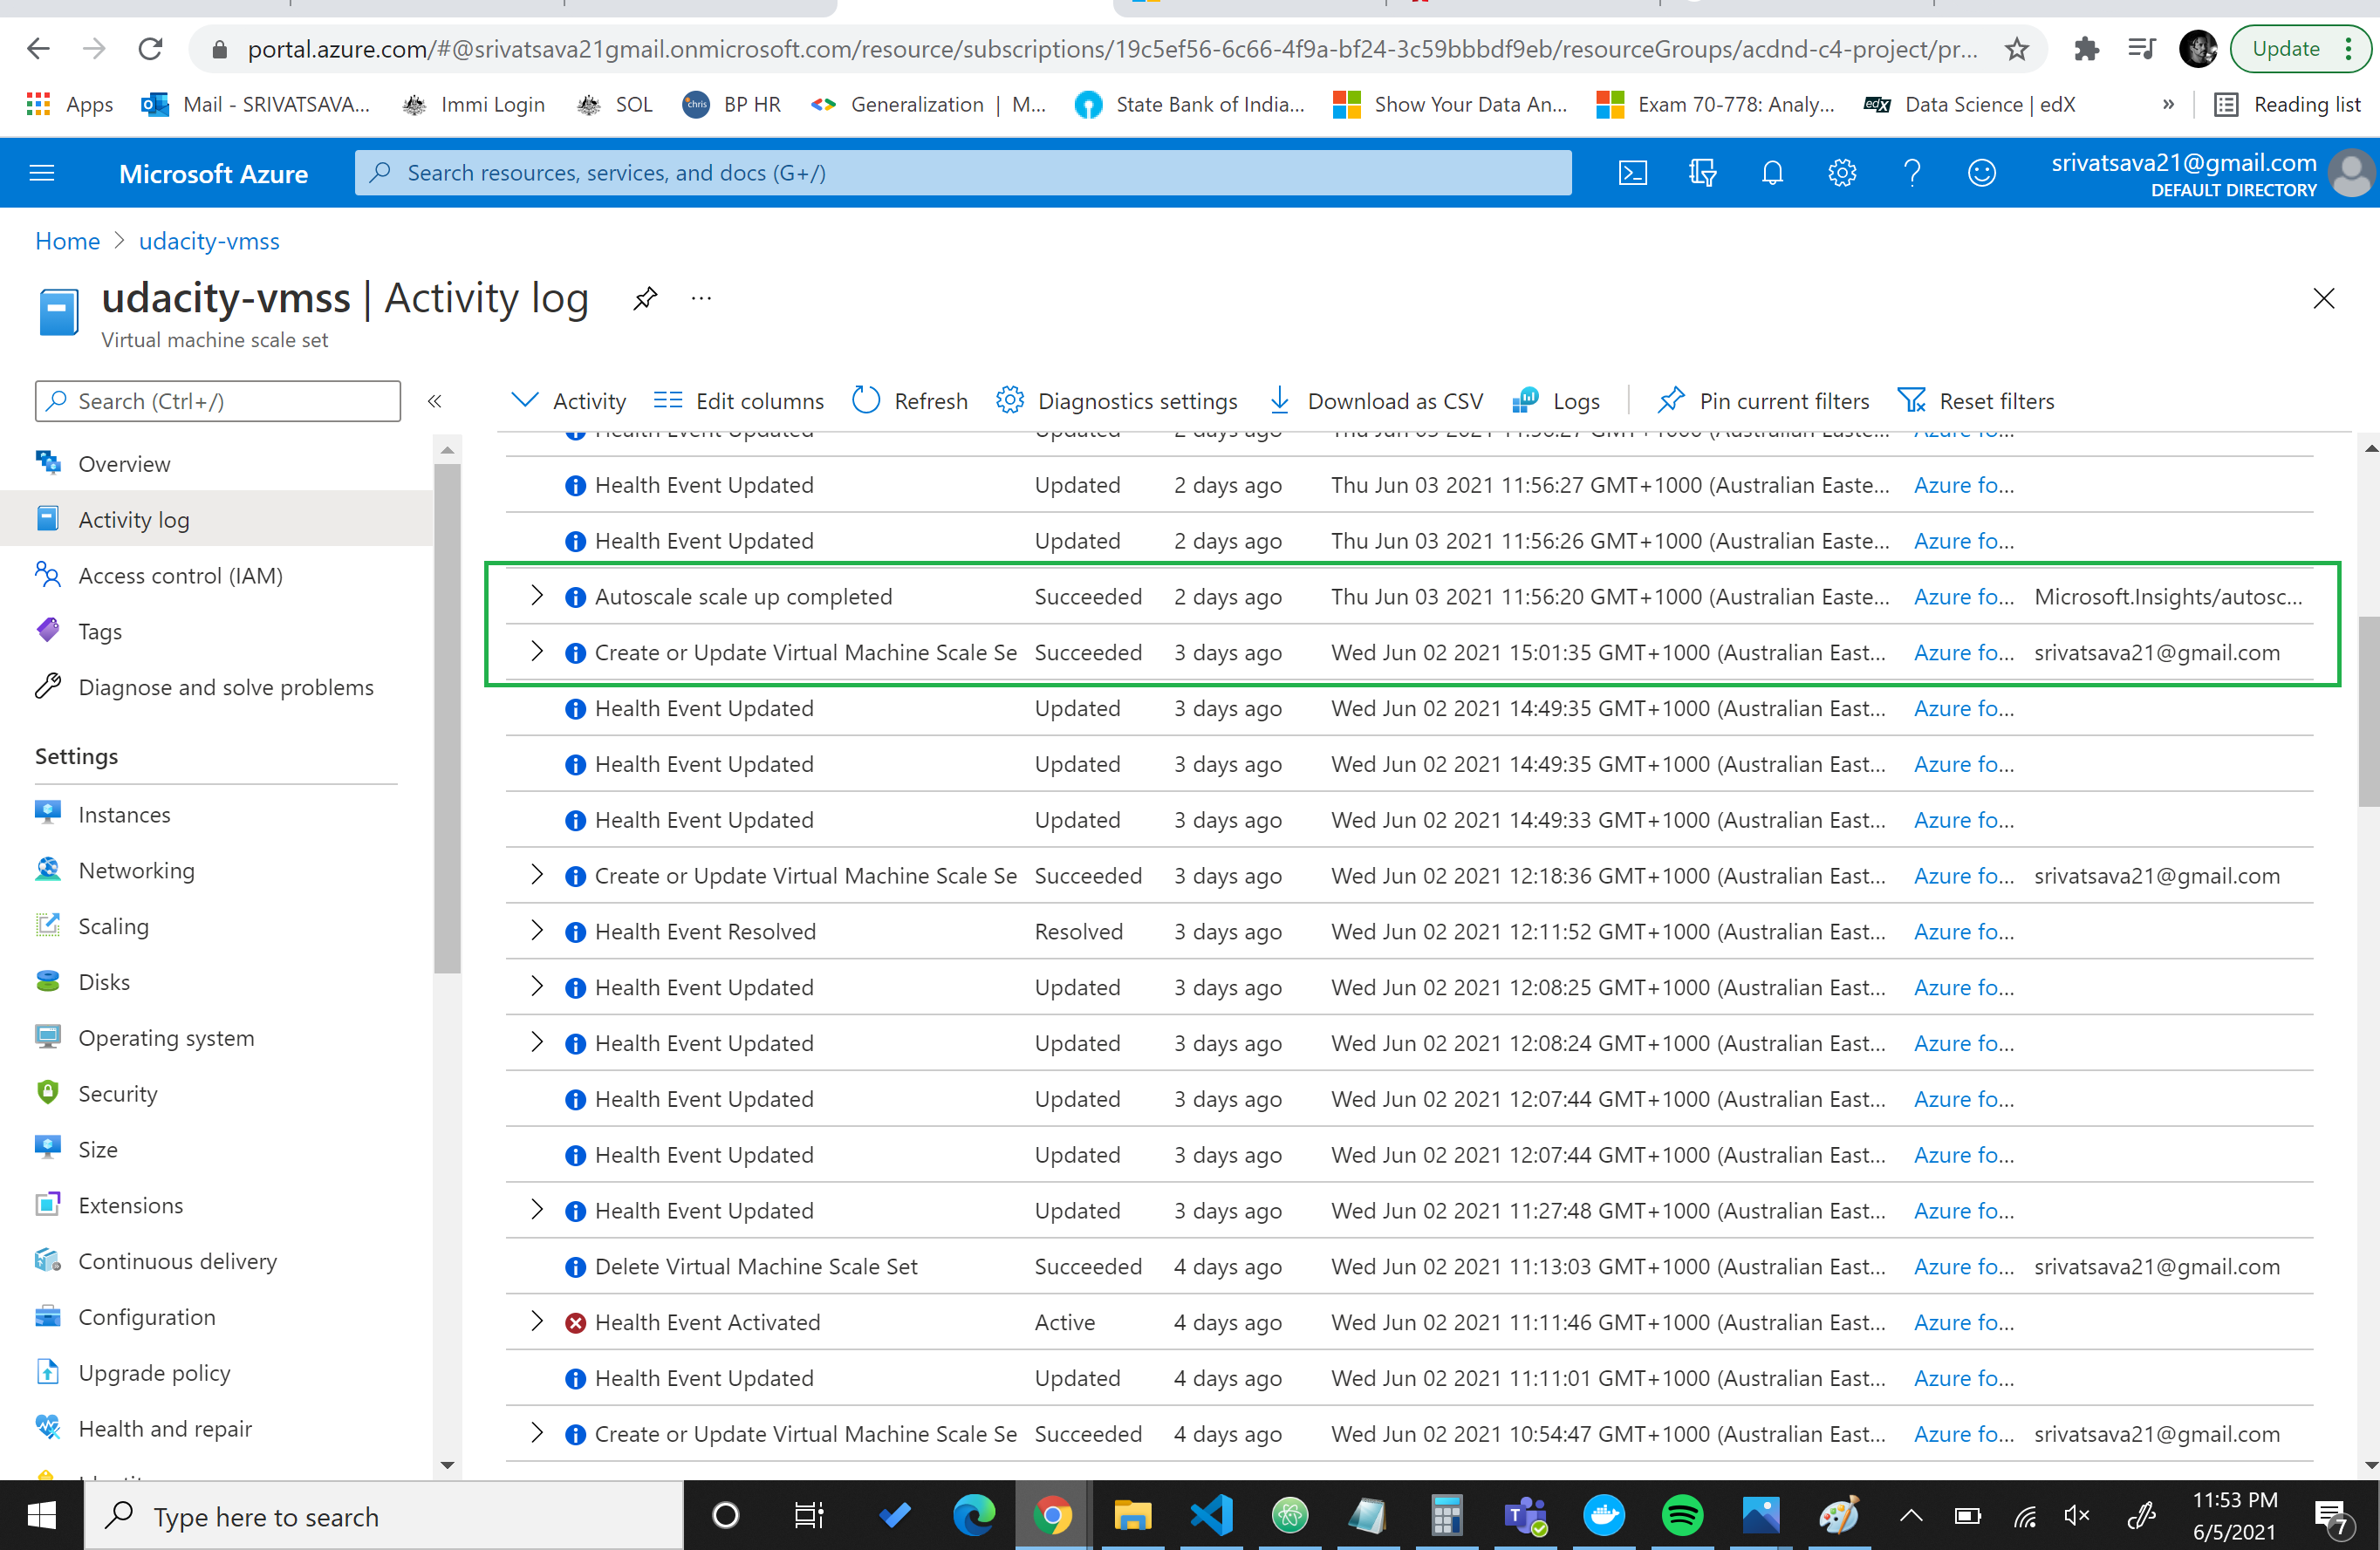 portal.azure.com/#@srivatsava21gmail.onmicrosoft.com/resource/subscriptions/19c5ef56-6c66-4f9a-bf24-3c59bbbdf9eb/resourceGroups/acdnd-c4-project/pr...
Update
Apps
Mail - SRIVATSAVA...
Immi Login
SOL
chris
BP HR
Generalization | M...
State Bank of India...
Show Your Data An...
Exam 70-778: Analy...
edX
Data Science | edX
»
Reading list
Microsoft Azure
Search resources, services, and docs (G+/)
srivatsava21@gmail.com
DEFAULT DIRECTORY
Home > udacity-vmss
udacity-vmss | Activity log
...
Virtual machine scale set
Search (Ctrl+/)
«
Activity
Edit columns
Refresh
Diagnostics settings
Download as CSV
Logs
Pin current filters
Reset filters
Overview
Activity log
Access control (IAM)
Tags
Diagnose and solve problems
Settings
Instances
Networking
Scaling
Disks
Operating system
Security
Size
Extensions
Continuous delivery
Configuration
Upgrade policy
Health and repair
Health Event Updated Updated 2 days ago Thu Jun 03 2021 11:56:27 GMT+1000 (Australian Easte... Azure fo...
Health Event Updated Updated 2 days ago Thu Jun 03 2021 11:56:27 GMT+1000 (Australian Easte... Azure fo...
Health Event Updated Updated 2 days ago Thu Jun 03 2021 11:56:26 GMT+1000 (Australian Easte... Azure fo...
Autoscale scale up completed Succeeded 2 days ago Thu Jun 03 2021 11:56:20 GMT+1000 (Australian Easte... Azure fo... Microsoft.Insights/autosc...
Create or Update Virtual Machine Scale Se Succeeded 3 days ago Wed Jun 02 2021 15:01:35 GMT+1000 (Australian East... Azure fo... srivatsava21@gmail.com
Health Event Updated Updated 3 days ago Wed Jun 02 2021 14:49:35 GMT+1000 (Australian East... Azure fo...
Health Event Updated Updated 3 days ago Wed Jun 02 2021 14:49:35 GMT+1000 (Australian East... Azure fo...
Health Event Updated Updated 3 days ago Wed Jun 02 2021 14:49:33 GMT+1000 (Australian East... Azure fo...
Create or Update Virtual Machine Scale Se Succeeded 3 days ago Wed Jun 02 2021 12:18:36 GMT+1000 (Australian East... Azure fo... srivatsava21@gmail.com
Health Event Resolved Resolved 3 days ago Wed Jun 02 2021 12:11:52 GMT+1000 (Australian East... Azure fo...
Health Event Updated Updated 3 days ago Wed Jun 02 2021 12:08:25 GMT+1000 (Australian East... Azure fo...
Health Event Updated Updated 3 days ago Wed Jun 02 2021 12:08:24 GMT+1000 (Australian East... Azure fo...
Health Event Updated Updated 3 days ago Wed Jun 02 2021 12:07:44 GMT+1000 (Australian East... Azure fo...
Health Event Updated Updated 3 days ago Wed Jun 02 2021 12:07:44 GMT+1000 (Australian East... Azure fo...
Health Event Updated Updated 3 days ago Wed Jun 02 2021 11:27:48 GMT+1000 (Australian East... Azure fo...
Delete Virtual Machine Scale Set Succeeded 4 days ago Wed Jun 02 2021 11:13:03 GMT+1000 (Australian East... Azure fo... srivatsava21@gmail.com
Health Event Activated Active 4 days ago Wed Jun 02 2021 11:11:46 GMT+1000 (Australian East... Azure fo...
Health Event Updated Updated 4 days ago Wed Jun 02 2021 11:11:01 GMT+1000 (Australian East... Azure fo...
Create or Update Virtual Machine Scale Se Succeeded 4 days ago Wed Jun 02 2021 10:54:47 GMT+1000 (Australian East... Azure fo... srivatsava21@gmail.com
Type here to search
11:53 PM
6/5/2021
7